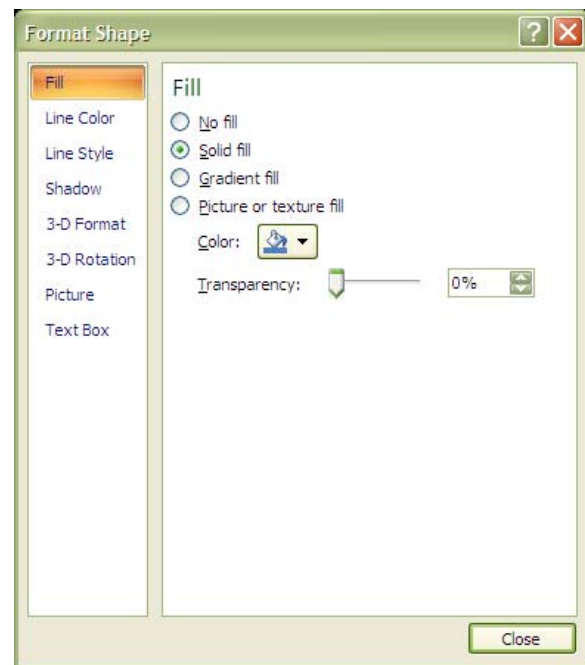 Format Shape
Fill
Line Color
Line Style
Shadow
3-D Format
3-D Rotation
Picture
Text Box
Fill
No fill
Solid fill
Gradient fill
Picture or texture fill
Color:
Transparency: 0%
Close